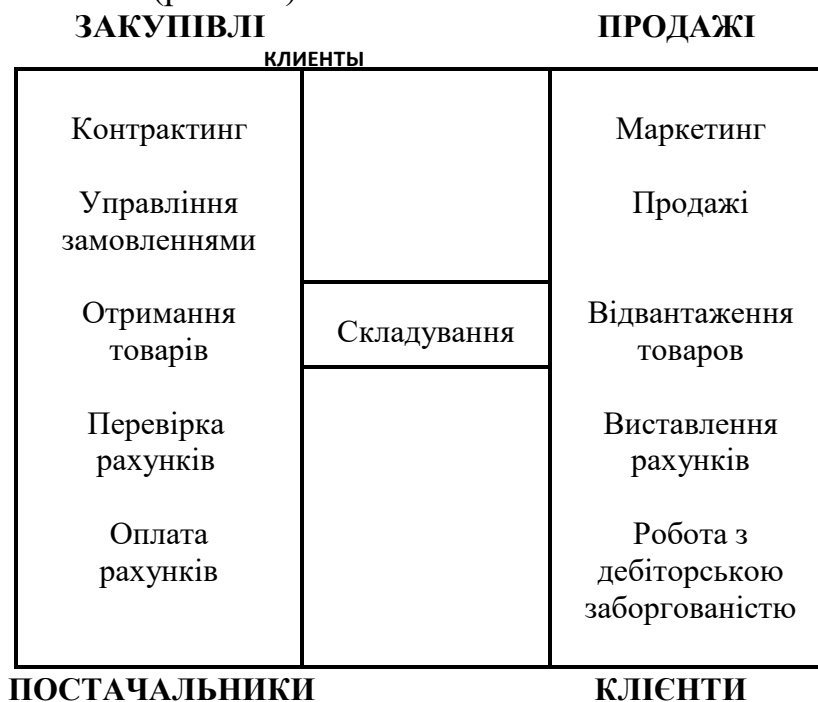 ЗАКУПІВЛІ ПРОДАЖІ
КЛИЕНТЫ
Контрактинг Маркетинг
Управління
замовленнями
Продажі
Отримання
товарів
Складування
Відвантаження
товаров
Перевірка
рахунків
Виставлення
рахунків
Оплата
рахунків
Робота з
дебіторською
заборгованістю
ПОСТАЧАЛЬНИКИ КЛІЄНТИ